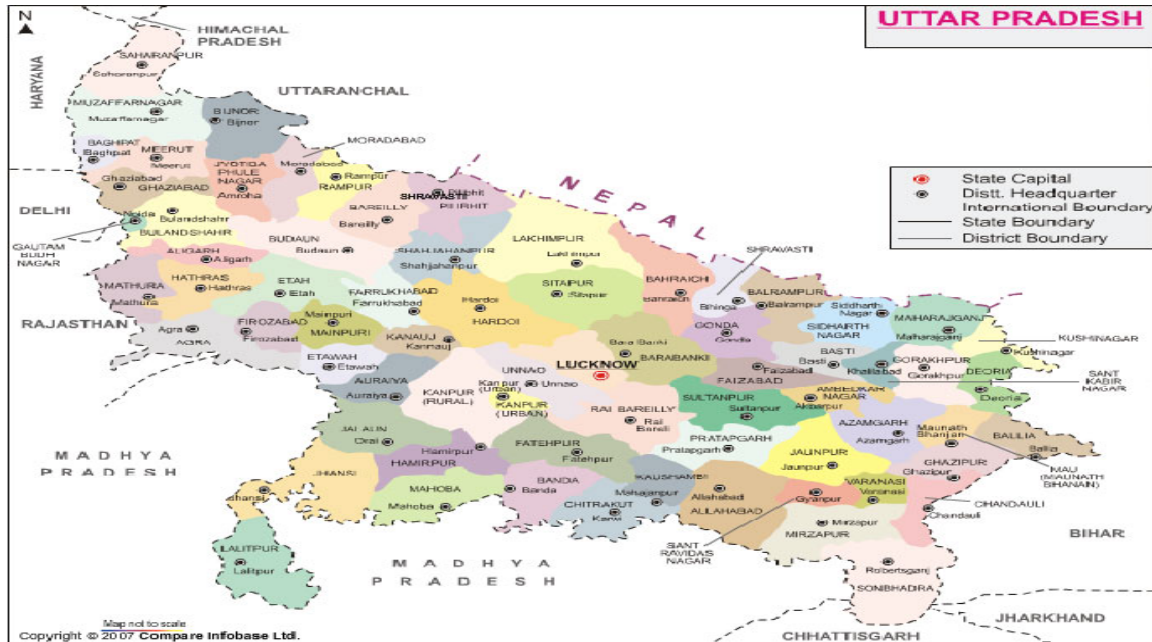 N
UTTAR PRADESH
HIMACHAL
PRADESH
HARYANA
SAHARANPUR
Saharanpur
UTTARANCHAL
MUZAFFARNAGAR
Muzaffarnagar
BIJNOR
Bijnor
MORADABAD
BAGHPAT
Baghpat
MEERUT
Meerut
JYOTIBA
PHULE
NAGAR
Amroha
Moradabad
Rampur
RAMPUR
Ghaziabad
GHAZIABAD
State Capital
Distt. Headquarter
International Boundary
State Boundary
District Boundary
NEPAL
SHRAVASTI
Pilibhit
PILIBHIT
DELHI
Noida
Bulandshahr
BULANDSHAHR
BAREILLY
Bareilly
GAUTAM
BUDH
NAGAR
BUDAUN
Budaun
SHAHJAHANPUR
Shahjahanpur
LAKHIMPUR
Lakhimpur
SHRAVASTI
ALIGARH
Aligarh
HATHRAS
Hathras
MATHURA
Mathura
ETAH
Etah
FARRUKHABAD
Farrukhabad
Hardoi
HARDOI
SITAPUR
Sitapur
BAHRAICH
Bahraich
Bhinga
BALRAMPUR
Balrampur
Siddharth
Nagar
SIDHARTH
NAGAR
MAHARAJGANJ
Maharajganj
RAJASTHAN
Agra
AGRA
FIROZABAD
Firozabad
Mainpuri
MAINPURI
KANAUJ
Kannauj
GONDA
Gonda
KUSHINAGAR
Kushinagar
ETAWAH
Etawah
Bara Banki
BARABANKI
LUCKNOW
BASTI
Basti
Khalilabad
GORAKHPUR
Gorakhpur
DEORIA
Deoria
SANT
KABIR
NAGAR
AURAIYA
Auraiya
KANPUR
(RURAL)
UNNAO
Unnao
Kanpur
(Urban)
KANPUR
(URBAN)
Faizabad
FAIZABAD
AMBEDKAR
NAGAR
Akbarpur
SULTANPUR
Sultanpur
RAI BAREILLY
Rai
Bareli
AZAMGARH
Azamgarh
Maunath
Bhanjan
BALLIA
Ballia
JALAUN
Orai
Hamirpur
HAMIRPUR
FATEHPUR
Fatehpur
PRATAPGARH
Pratapgarh
JAUNPUR
Jaunpur
GHAZIPUR
Ghazipur
MAU
(MAUNATH
BHANJAN)
MADHYA
PRADESH
JHANSI
Jhansi
MAHOBA
Mahoba
BANDA
Banda
KAUSHAMBI
Mahajanpur
CHITRAKUT
Karwi
Allahabad
ALLAHABAD
Gyanpur
VARANASI
Varanasi
CHANDAULI
Chandauli
BIHAR
Mirzapur
MIRZAPUR
SANT
RAVIDAS
NAGAR
LALITPUR
Lalitpur
MADHYA
PRADESH
Robertsganj
SONBHADRA
JHARKHAND
CHHATTISGARH
Map not to scale
Copyright © 2007 Compare Infobase Ltd.